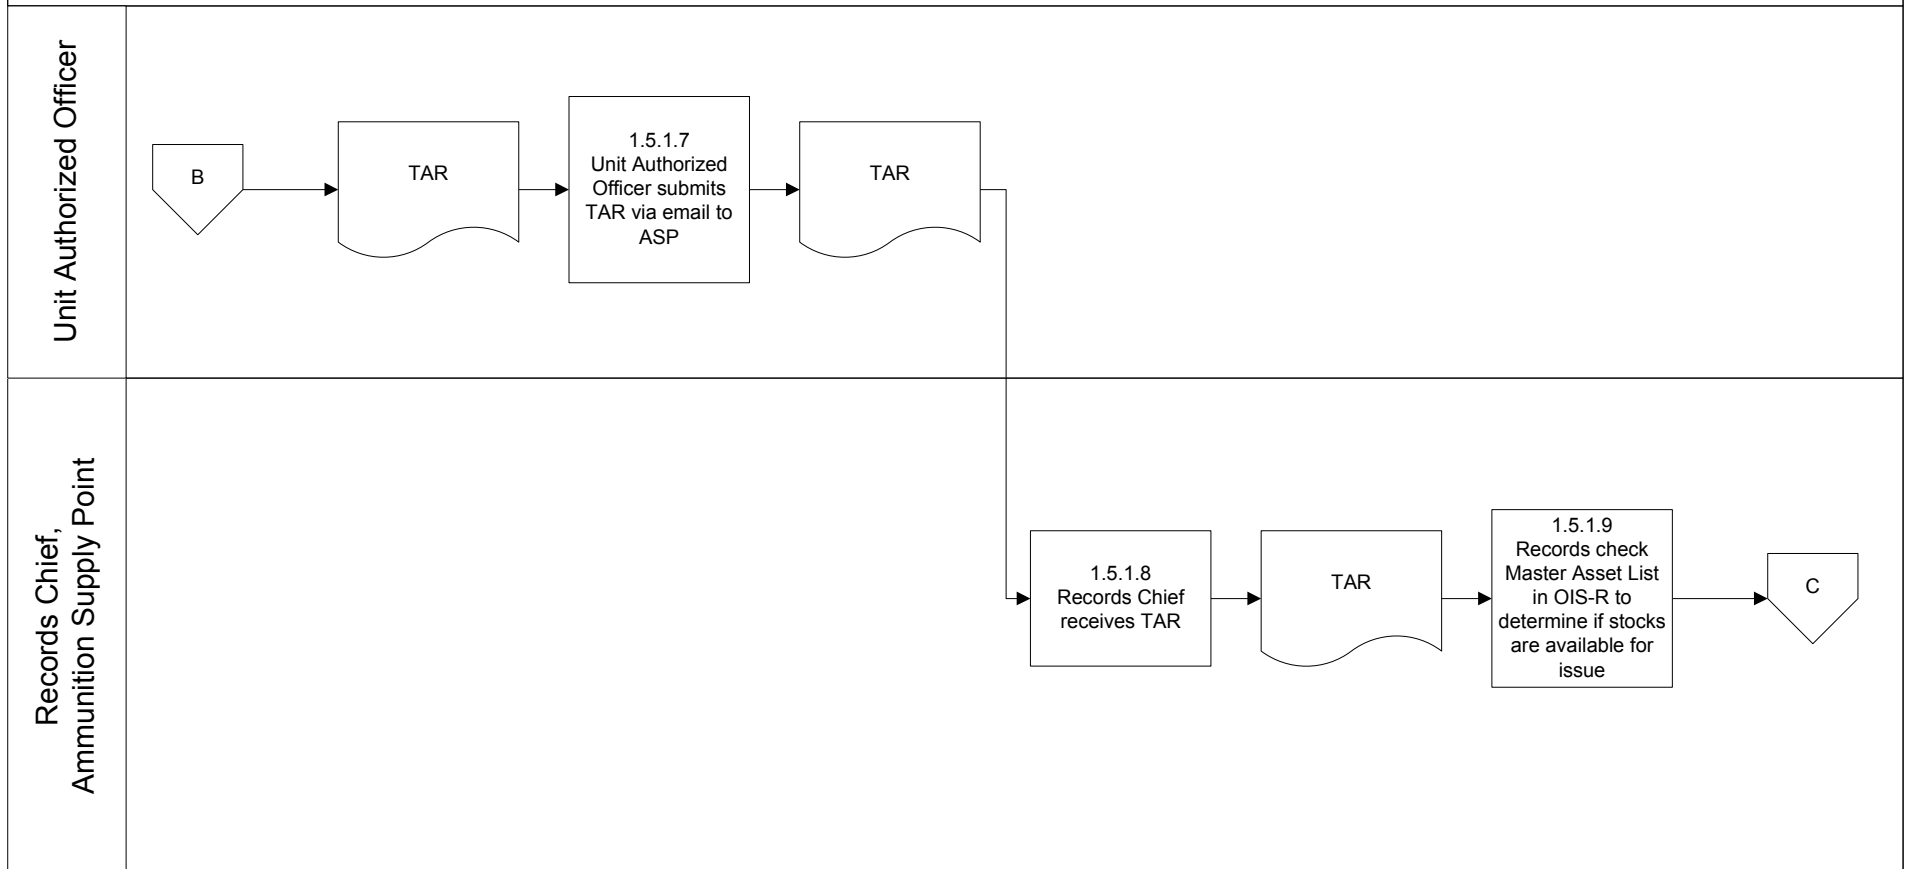 Unit Authorized Officer
B
TAR
1.5.1.7
Unit Authorized
Officer submits
TAR via email to
ASP
TAR
Records Chief,
Ammunition Supply Point
1.5.1.8
Records Chief
receives TAR
TAR
1.5.1.9
Records check
Master Asset List
in OIS-R to
determine if stocks
are available for
issue
C